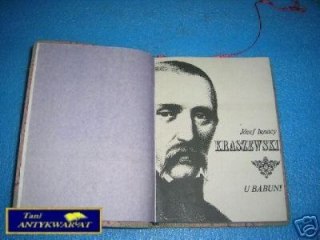 Józef Ignacy
KRASZEWSKI
U BABUNI
Tani
ANTYKWARIAT